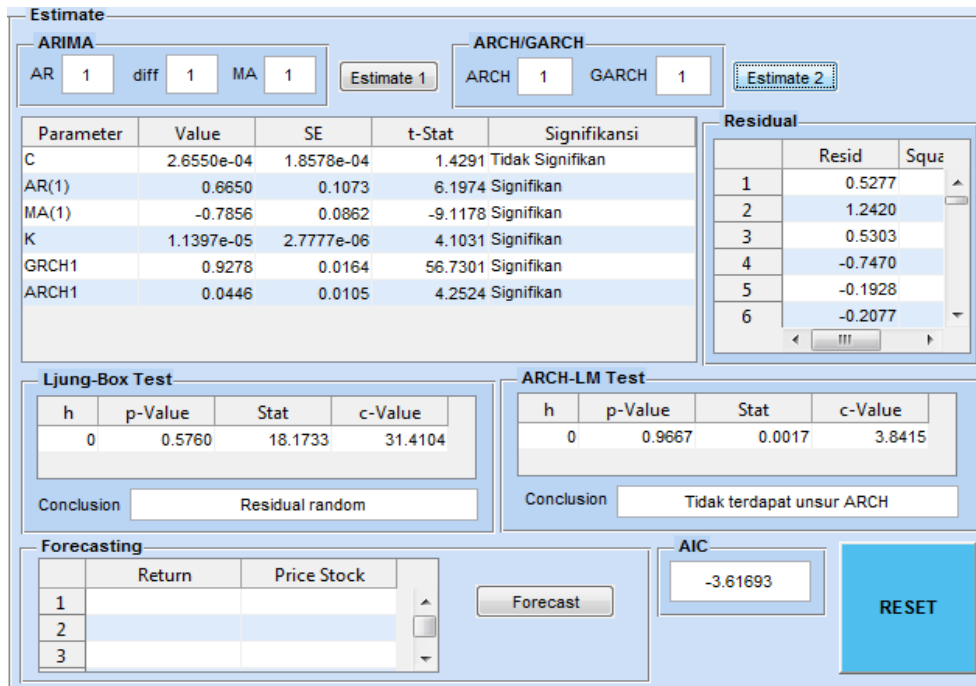 Estimate
ARIMA
AR 1 diff 1 MA 1 Estimate 1
ARCH/GARCH
ARCH 1 GARCH 1 Estimate 2
Parameter Value SE t-Stat Signifikansi
C 2.6550e-04 1.8578e-04 1.4291 Tidak Signifikan
AR(1) 0.6650 0.1073 6.1974 Signifikan
MA(1) -0.7856 0.0862 -9.1178 Signifikan
K 1.1397e-05 2.7777e-06 4.1031 Signifikan
GRCH1 0.9278 0.0164 56.7301 Signifikan
ARCH1 0.0446 0.0105 4.2524 Signifikan
Residual
Resid Squa
1 0.5277
2 1.2420
3 0.5303
4 -0.7470
5 -0.1928
6 -0.2077
Ljung-Box Test
h p-Value Stat c-Value
0 0.5760 18.1733 31.4104
Conclusion Residual random
ARCH-LM Test
h p-Value Stat c-Value
0 0.9667 0.0017 3.8415
Conclusion Tidak terdapat unsur ARCH
Forecasting
Return Price Stock
1
2
3
Forecast
AIC
-3.61693
RESET